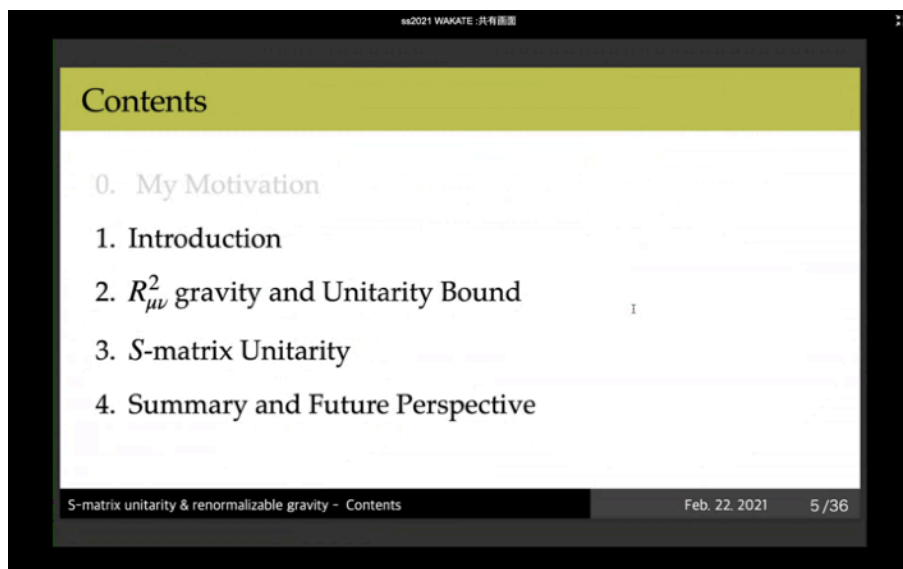 ss2021 WAKATE :共有画面
Contents
0. My Motivation
1. Introduction
2. $R_{\mu\nu}^2$ gravity and Unitarity Bound
3. S-matrix Unitarity
4. Summary and Future Perspective
S-matrix unitarity & renormalizable gravity - Contents
Feb. 22. 2021
5/36